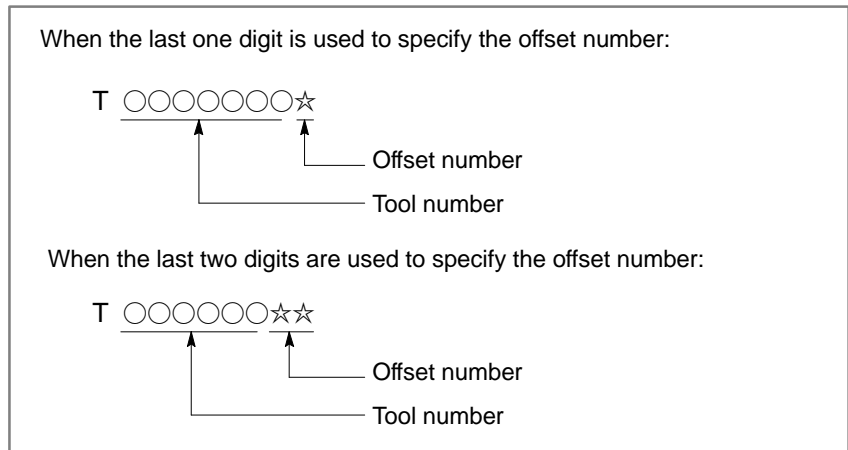 When the last one digit is used to specify the offset number:
T ○○○○○○○☆
Offset number
Tool number
When the last two digits are used to specify the offset number:
T ○○○○○○☆☆
Offset number
Tool number